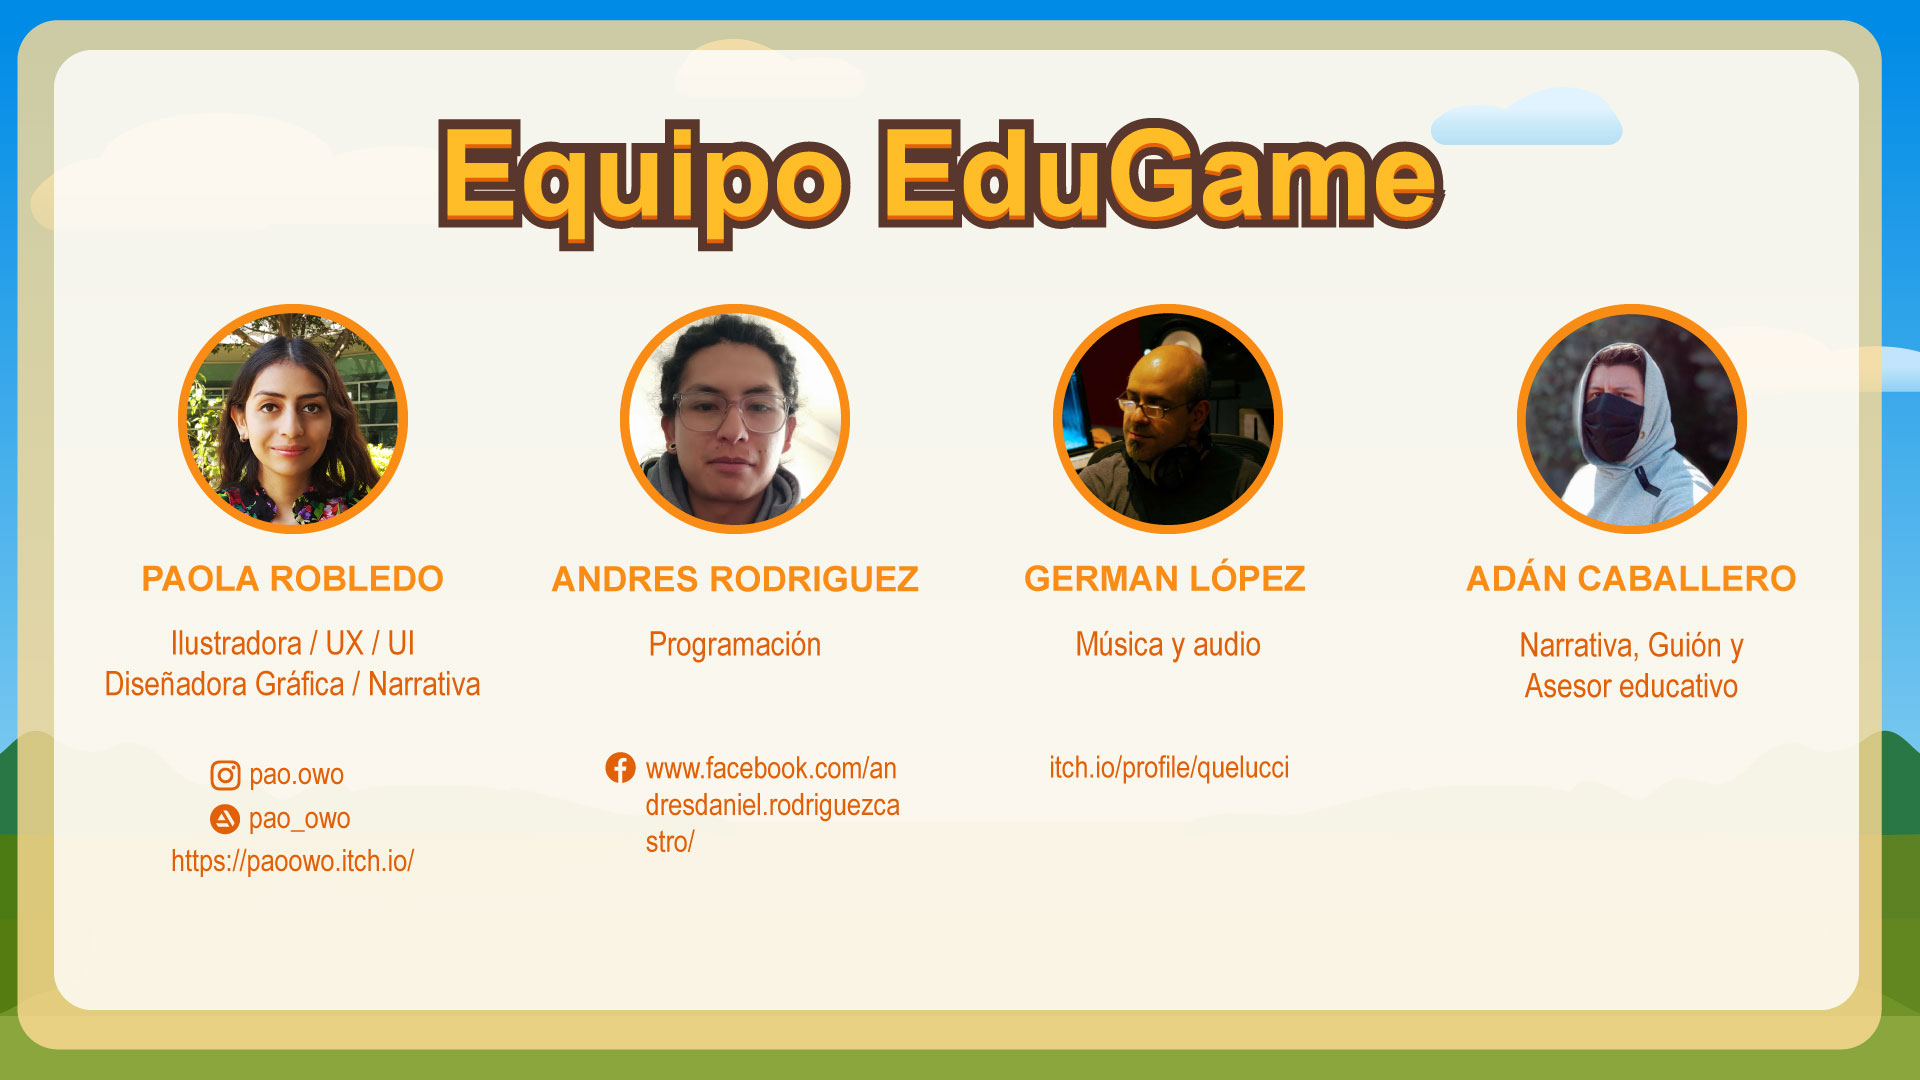 Equipo EduGame
PAOLA ROBLEDO
Ilustradora / UX / UI
Diseñadora Gráfica / Narrativa
pao.owo
pao_owo
https://paoowo.itch.io/
ANDRES RODRIGUEZ
Programación
www.facebook.com/an
dresdaniel.rodriguezca
stro/
GERMAN LÓPEZ
Música y audio
itch.io/profile/quelucci
ADÁN CABALLERO
Narrativa, Guión y
Asesor educativo